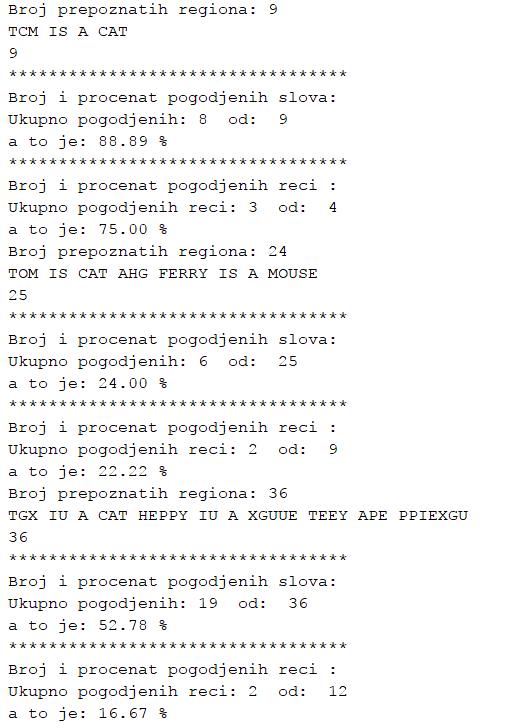 Broj prepoznatih regiona: 9
TCM IS A CAT
9
**********************************
Broj i procenat pogodjenih slova:
Ukupno pogodjenih: 8  od:  9
a to je: 88.89 %
**********************************
Broj i procenat pogodjenih reci :
Ukupno pogodjenih reci: 3  od:  4
a to je: 75.00 %
Broj prepoznatih regiona: 24
TOM IS CAT AHG FERRY IS A MOUSE
25
**********************************
Broj i procenat pogodjenih slova:
Ukupno pogodjenih: 6  od:  25
a to je: 24.00 %
**********************************
Broj i procenat pogodjenih reci :
Ukupno pogodjenih reci: 2  od:  9
a to je: 22.22 %
Broj prepoznatih regiona: 36
TGX IU A CAT HEPPY IU A XGUUE TEEY APE PPIEXGU
36
**********************************
Broj i procenat pogodjenih slova:
Ukupno pogodjenih: 19  od:  36
a to je: 52.78 %
**********************************
Broj i procenat pogodjenih reci :
Ukupno pogodjenih reci: 2  od:  12
a to je: 16.67 %